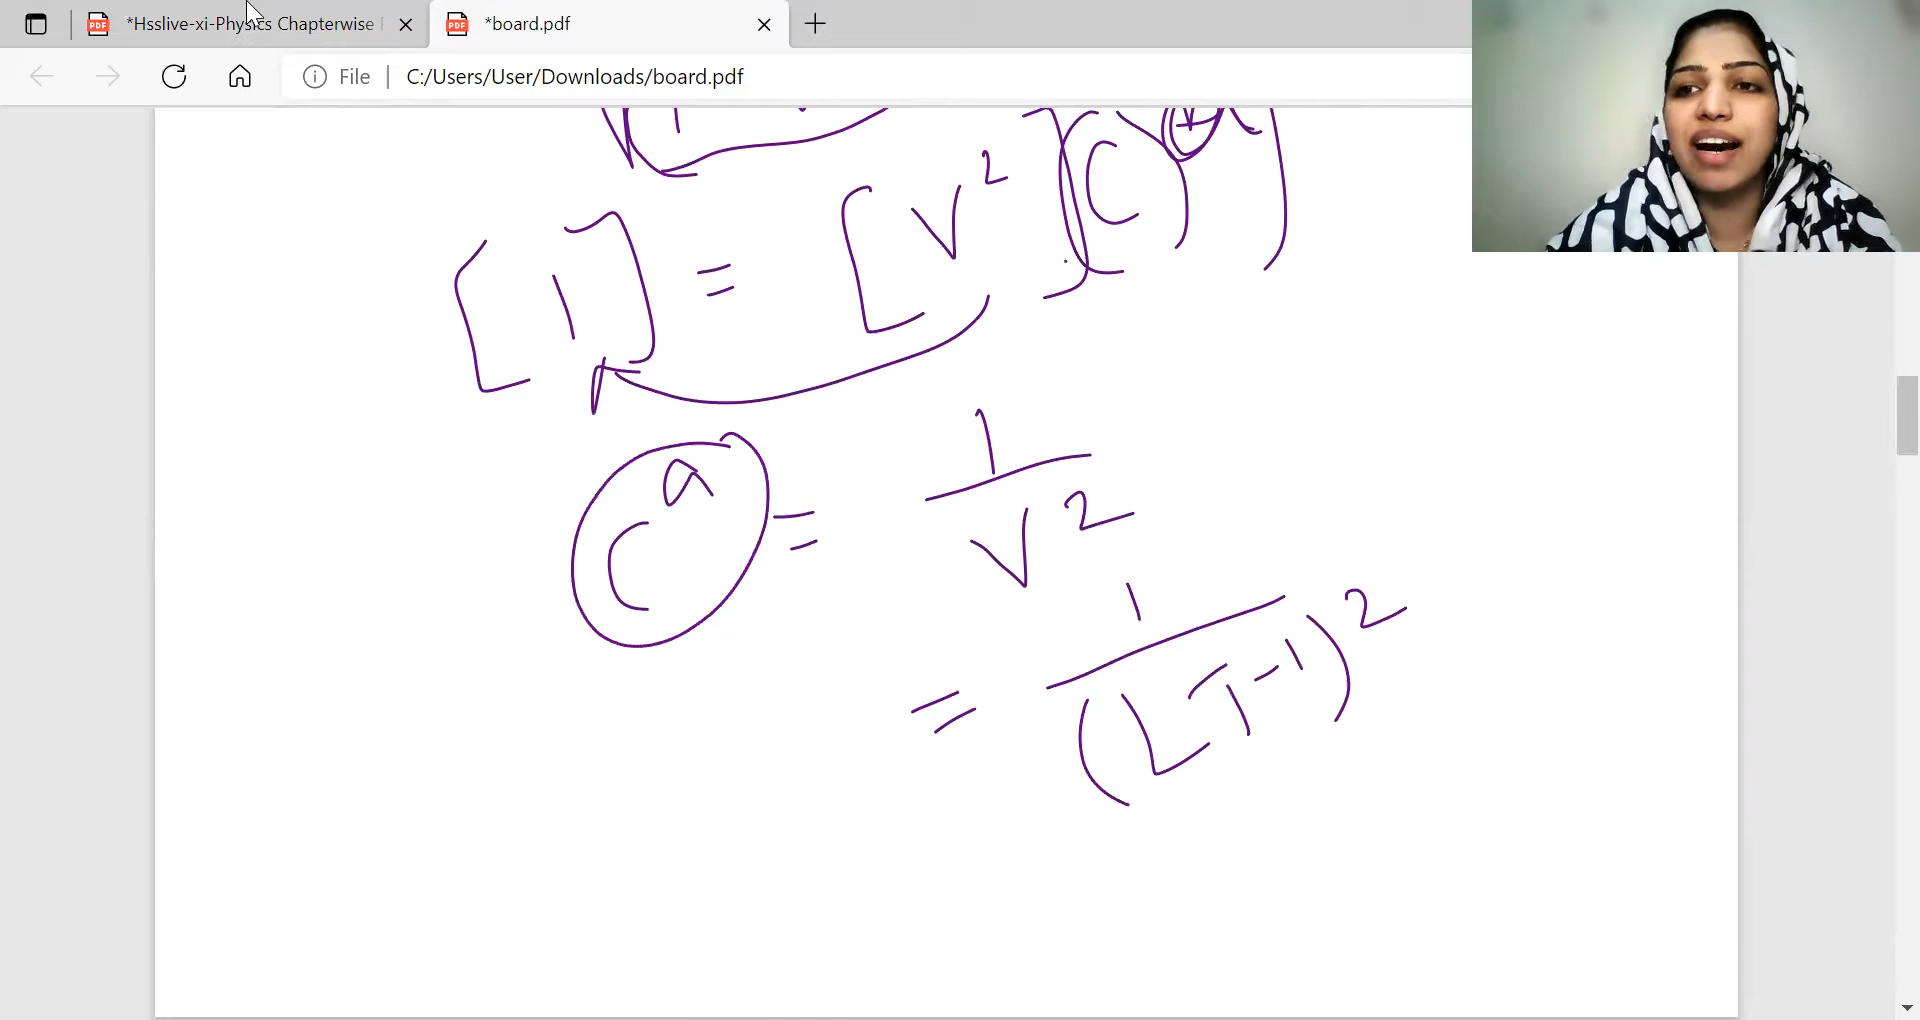 *Hsslive-xi-Physics Chapterwise
*board.pdf
File
C:/Users/User/Downloads/board.pdf
[1] = [V²](C)
Cᵃ = 1/V²
= 1/(LT⁻¹)²